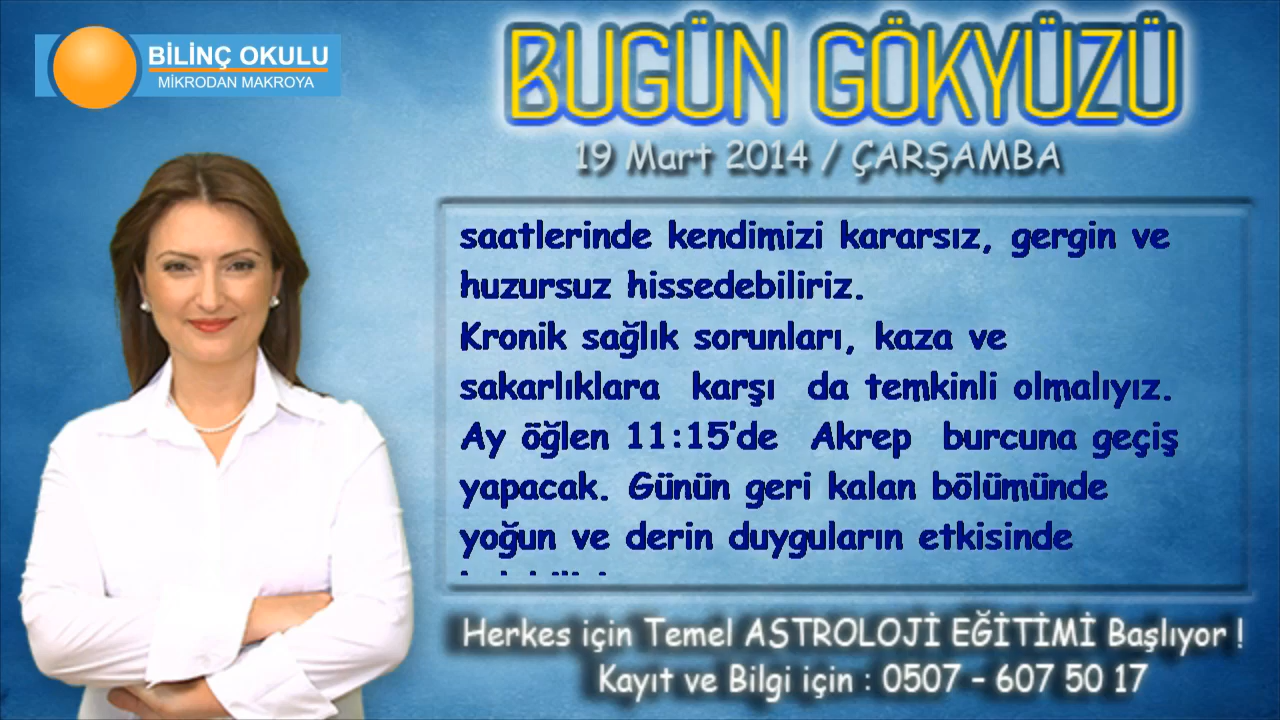 BİLİNÇ OKULU
MİKRODAN MAKROYA
BUGÜN GÖKYÜZÜ
19 Mart 2014 / ÇARŞAMBA
saatlerinde kendimizi kararsız, gergin ve
huzursuz hissedebiliriz.
Kronik sağlık sorunları, kaza ve
sakarlıklara karşı da temkinli olmalıyız.
Ay öğlen 11:15'de Akrep burcuna geçiş
yapacak. Günün geri kalan bölümünde
yoğun ve derin duyguların etkisinde
Herkes için Temel ASTROLOJİ EĞİTİMİ Başlıyor !
Kayıt ve Bilgi için : 0507 - 607 50 17